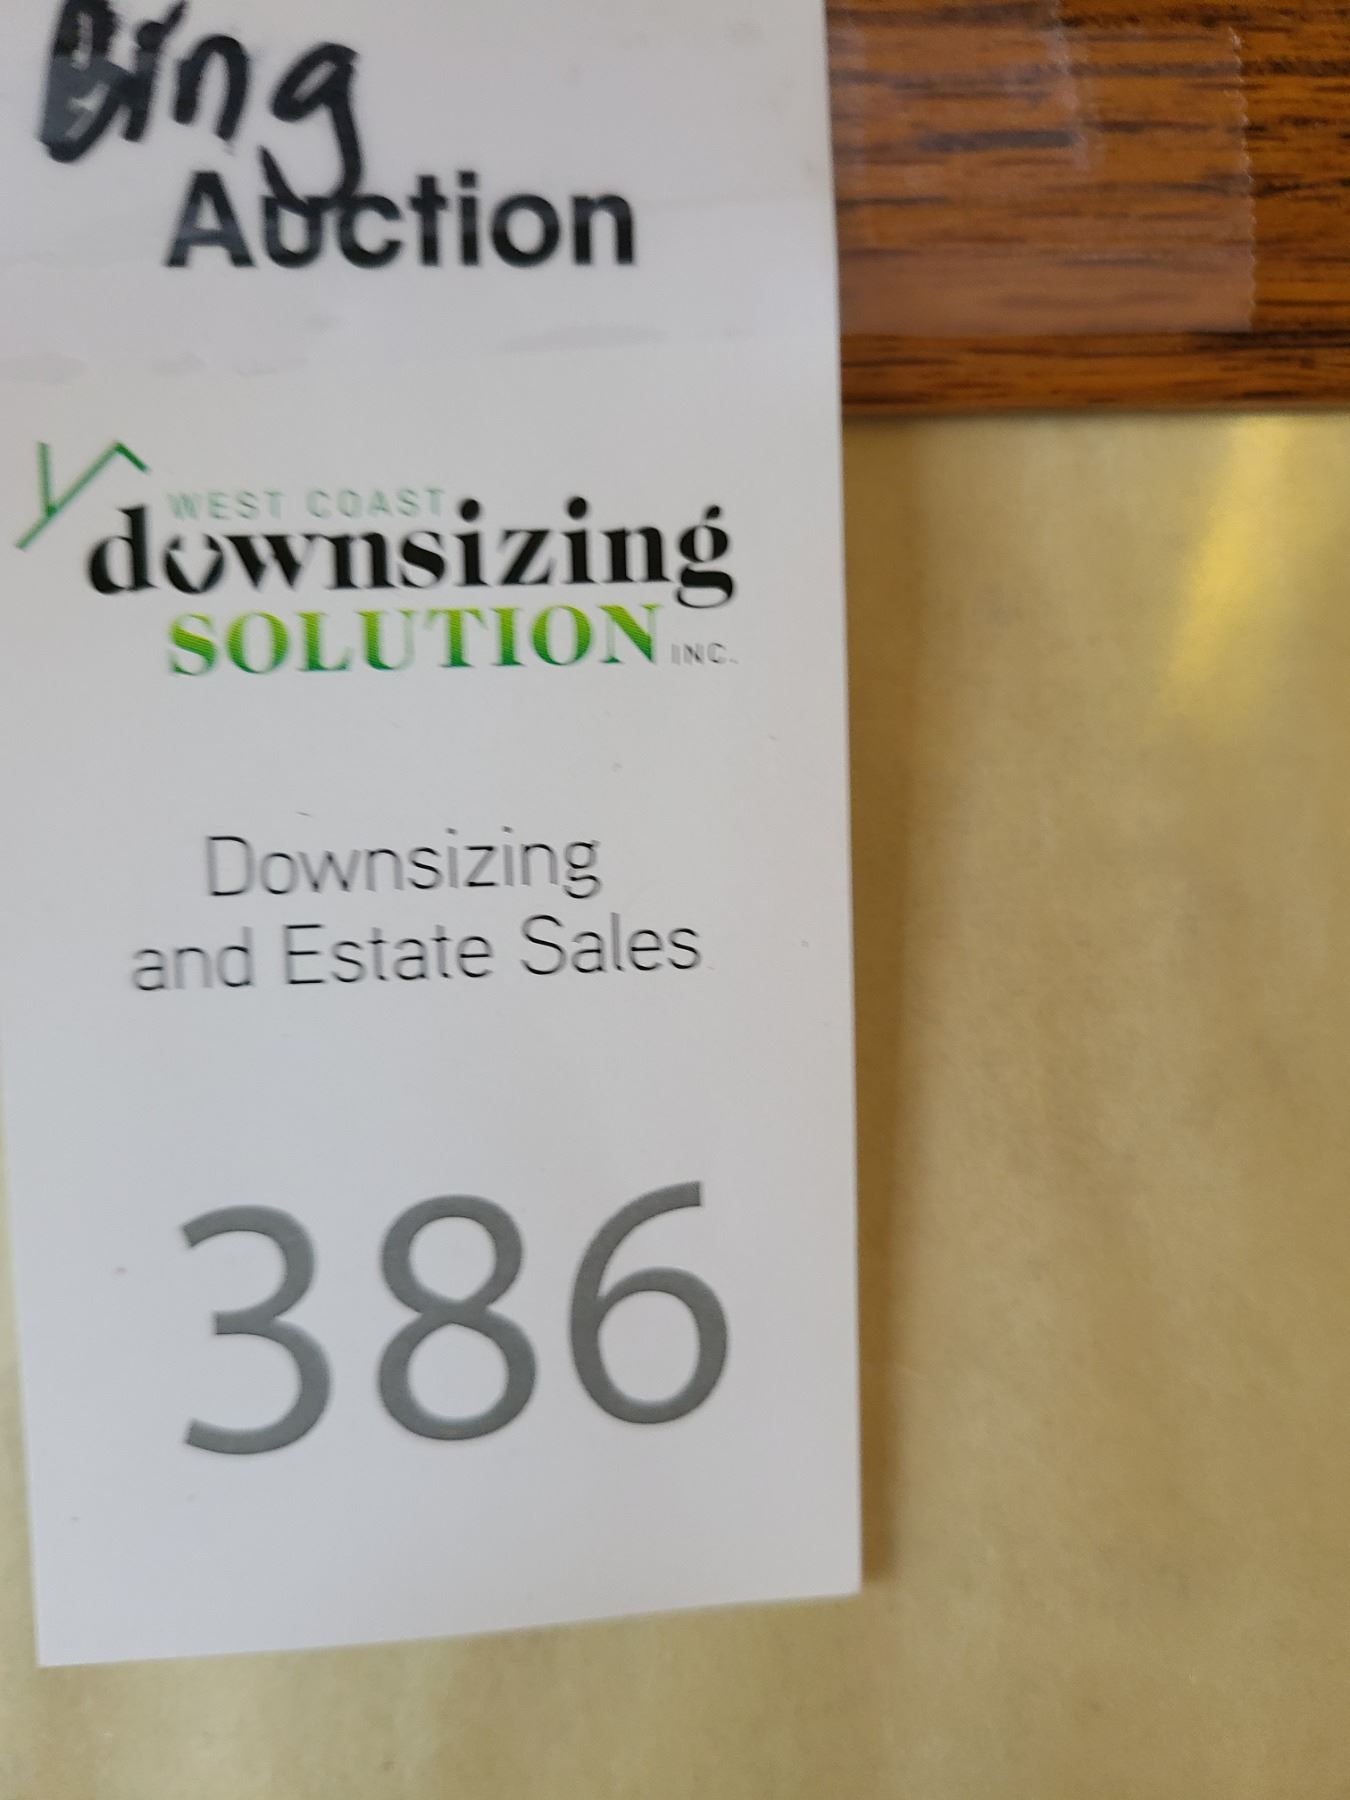 Bing
Auction
WEST COAST
downsizing
SOLUTION INC.
Downsizing
and Estate Sales
386